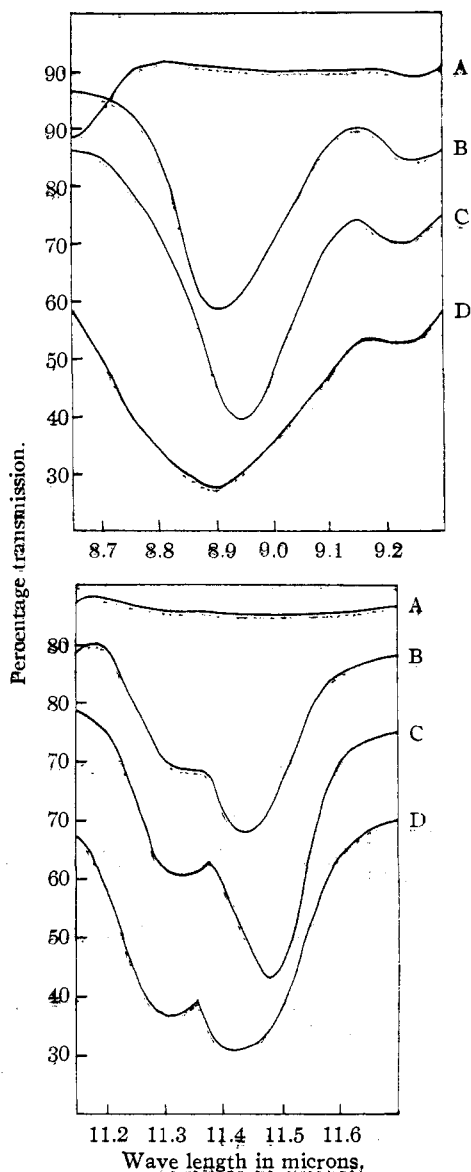 Percentage transmission.
90
90
80
70
60
50
40
30
A
B
C
D
8.7 8.8 8.9 9.0 9.1 9.2
80
80
70
70
60
50
40
30
A
B
C
D
11.2 11.3 11.4 11.5 11.6
Wave length in microns,